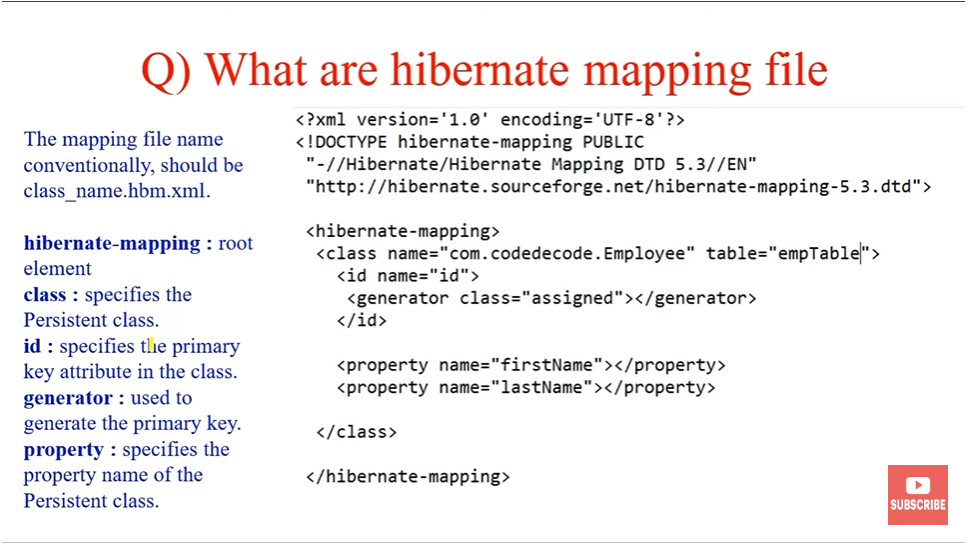 Q) What are hibernate mapping file
The mapping file name
conventionally, should be
class_name.hbm.xml.
hibernate-mapping : root
element
class : specifies the
Persistent class.
id : specifies the primary
key attribute in the class.
generator : used to
generate the primary key.
property : specifies the
property name of the
Persistent class.
<?xml version='1.0' encoding='UTF-8'?>
<!DOCTYPE hibernate-mapping PUBLIC
"-//Hibernate/Hibernate Mapping DTD 5.3//EN"
"http://hibernate.sourceforge.net/hibernate-mapping-5.3.dtd">
<hibernate-mapping>
<class name="com.codedecode.Employee" table="empTable">
<id name="id">
<generator class="assigned"></generator>
</id>
<property name="firstName"></property>
<property name="lastName"></property>
</class>
</hibernate-mapping>
SUBSCRIBE